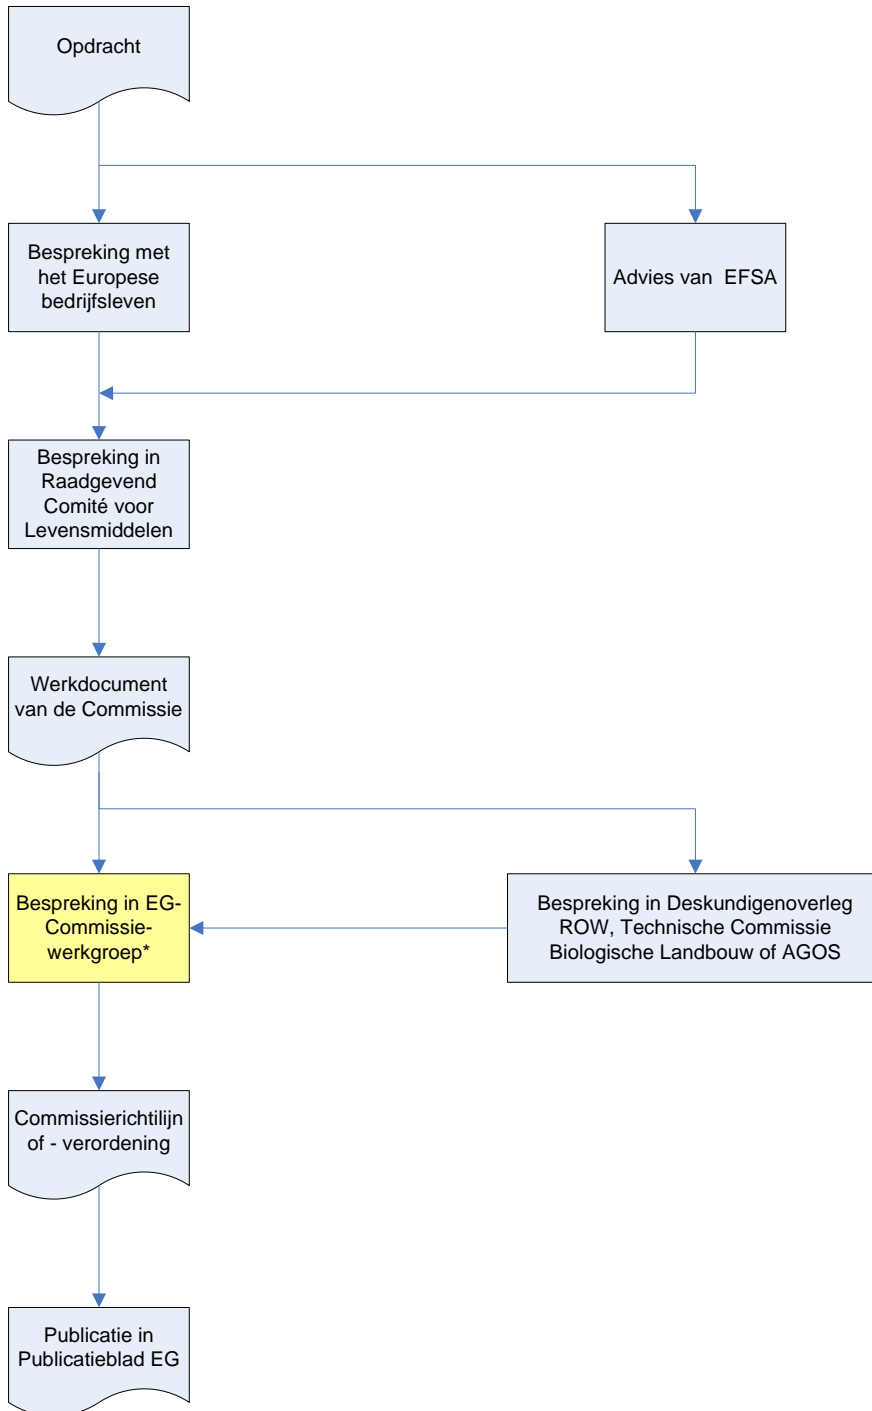 Opdracht
Bespreking met
het Europese
bedrijfsleven
Advies van EFSA
Bespreking in
Raadgevend
Comité voor
Levensmiddelen
Werkdocument
van de Commissie
Bespreking in EG-
Commissie-
werkgroep*
Bespreking in Deskundigenoverleg
ROW, Technische Commissie
Biologische Landbouw of AGOS
Commissierichtilijn
of - verordening
Publicatie in
Publicatieblad EG